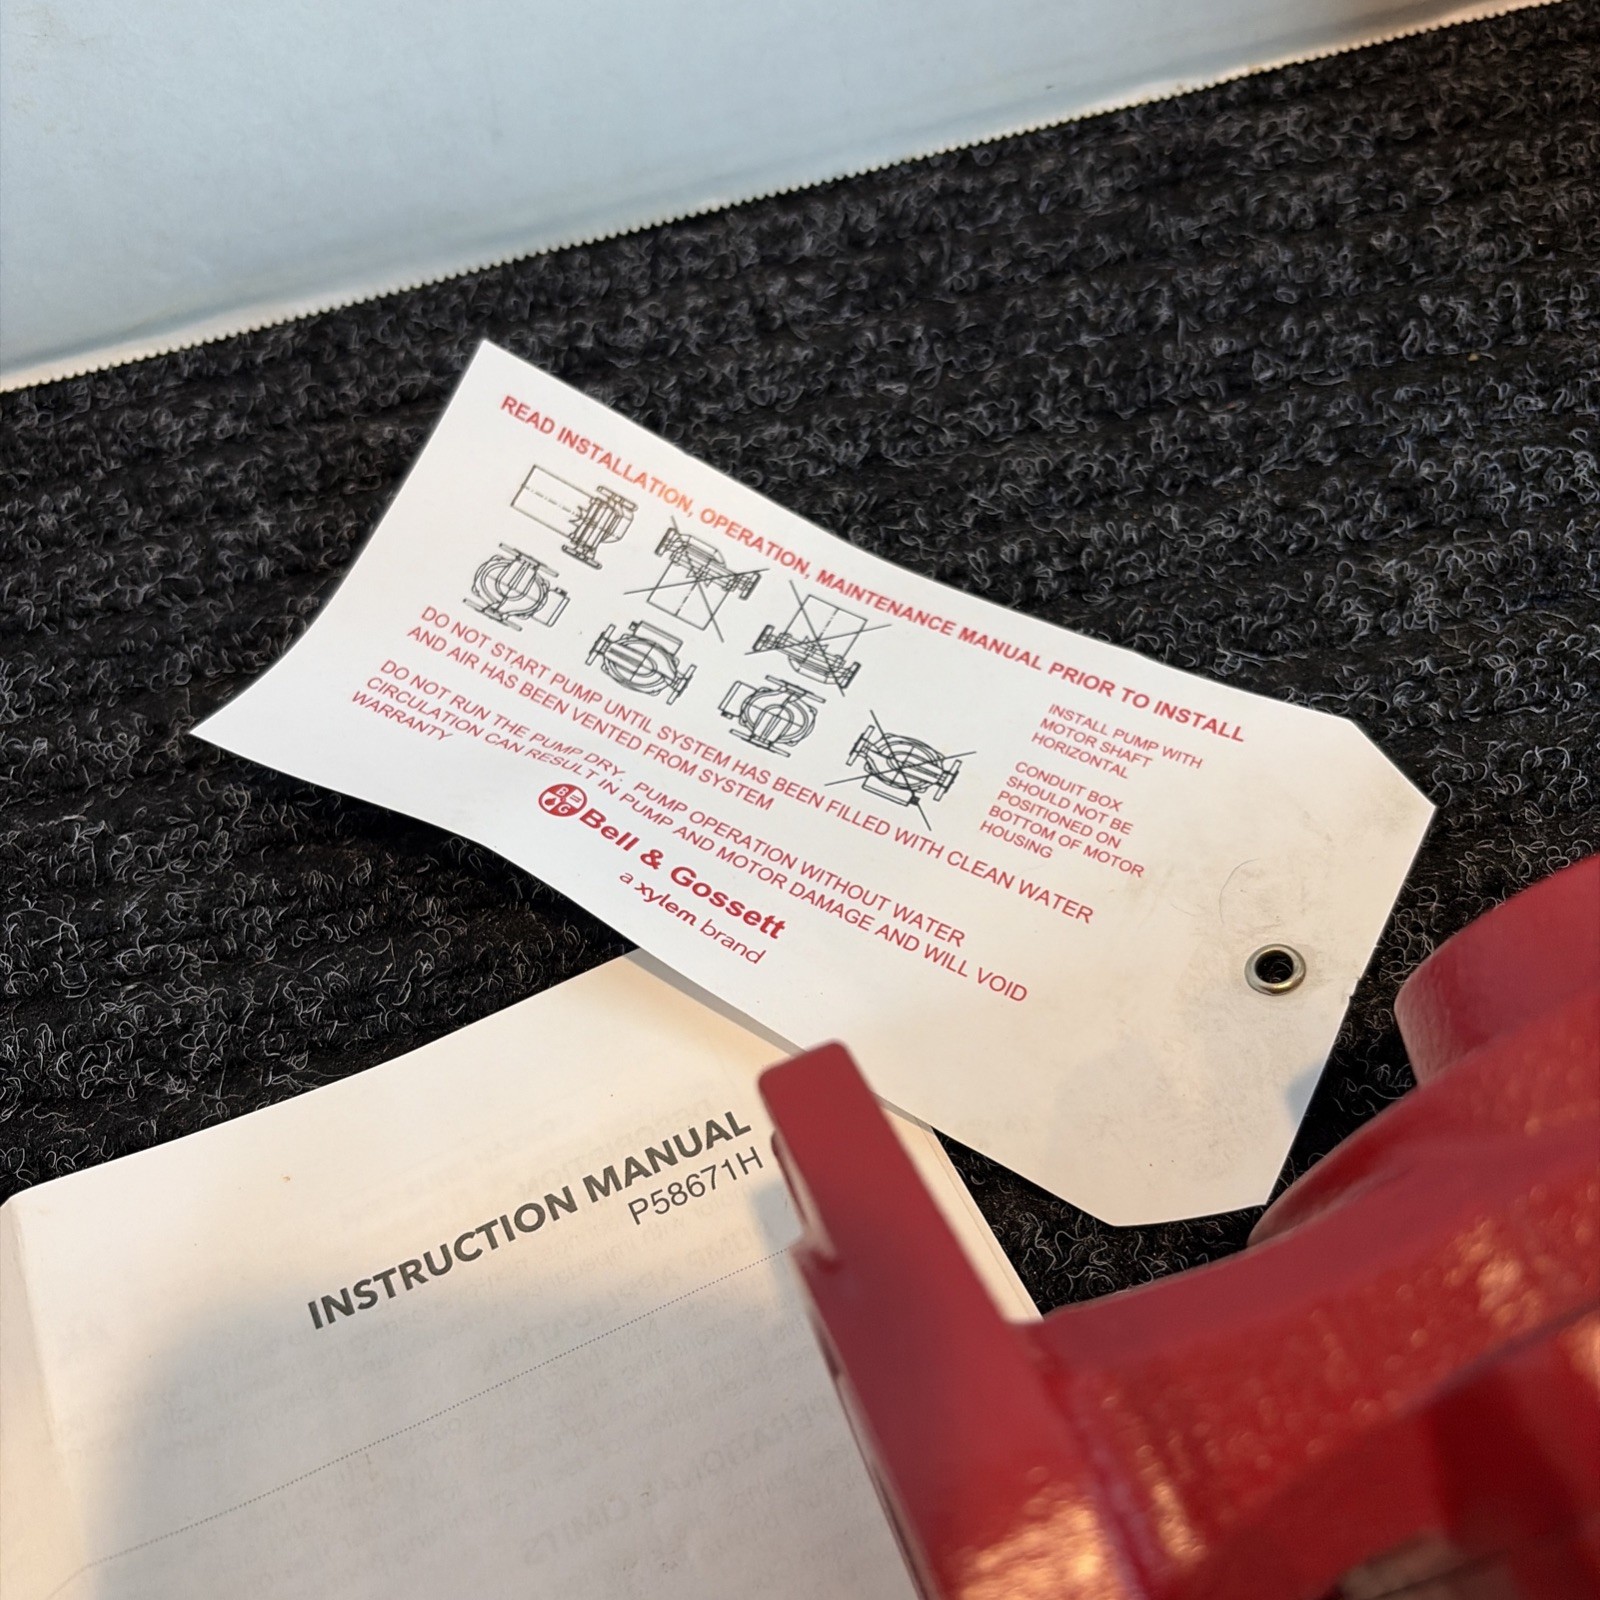 READ INSTALLATION, OPERATION, MAINTENANCE MANUAL PRIOR TO INSTALL
INSTALL PUMP WITH
MOTOR SHAFT
HORIZONTAL
CONDUIT BOX
SHOULD NOT BE
POSITIONED ON
BOTTOM OF MOTOR
HOUSING
DO NOT START PUMP UNTIL SYSTEM HAS BEEN FILLED WITH CLEAN WATER
AND AIR HAS BEEN VENTED FROM SYSTEM
DO NOT RUN THE PUMP DRY. PUMP OPERATION WITHOUT WATER
CIRCULATION CAN RESULT IN PUMP AND MOTOR DAMAGE AND WILL VOID
WARRANTY
B G
Bell & Gossett
a xylem brand
INSTRUCTION MANUAL
P58671H